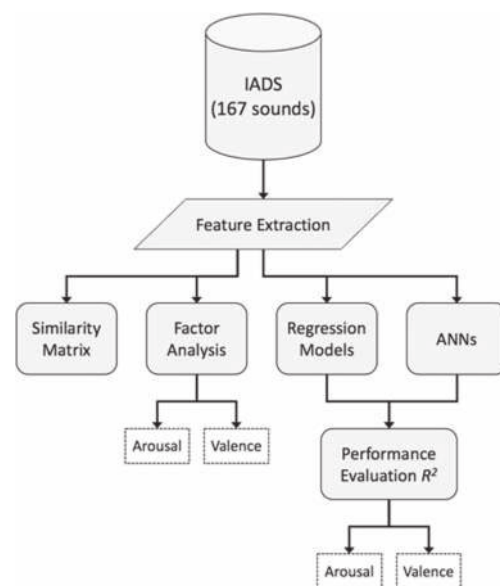 IADS
(167 sounds)
Feature Extraction
Similarity
Matrix
Factor
Analysis
Regression
Models
ANNs
Arousal
Valence
Performance
Evaluation R²
Arousal
Valence